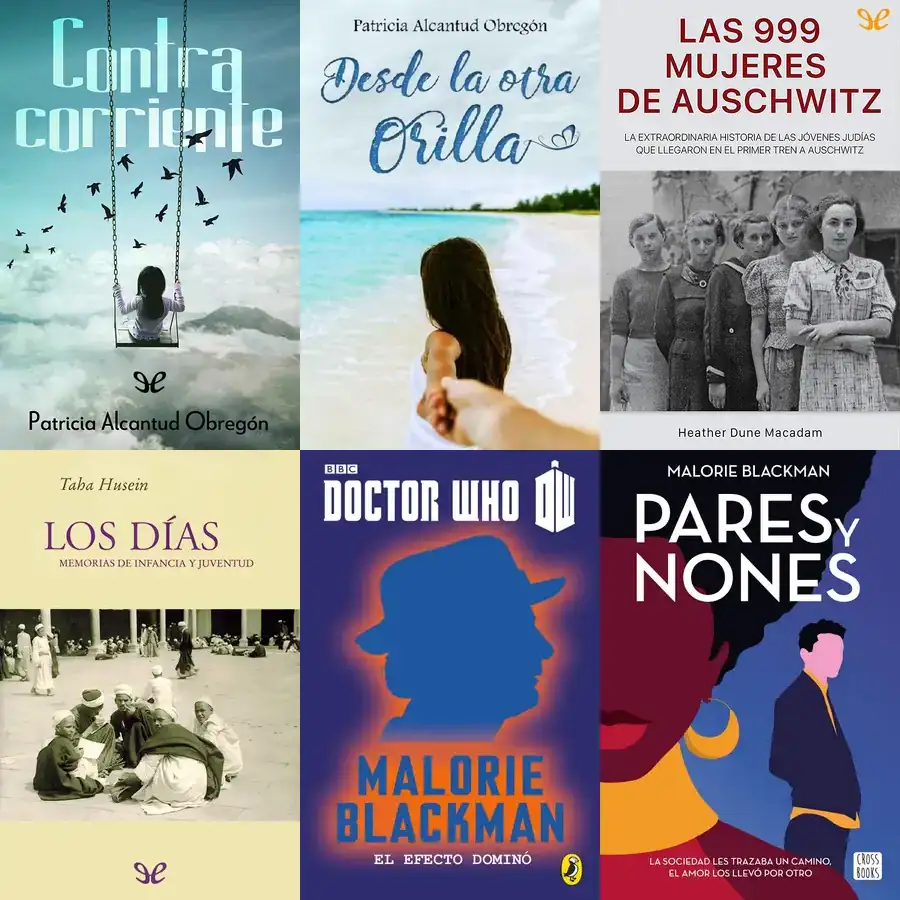 Contra
corriente
Patricia Alcantud Obregón
Patricia Alcantud Obregón
Desde la otra
Orilla
LAS 999
MUJERES
DE AUSCHWITZ
LA EXTRAORDINARIA HISTORIA DE LAS JÓVENES JUDÍAS
QUE LLEGARON EN EL PRIMER TREN A AUSCHWITZ
Heather Dune Macadam
Taha Husein
LOS DÍAS
MEMORIAS DE INFANCIA Y JUVENTUD
BBC
DOCTOR WHO DW
MALORIE
BLACKMAN
EL EFECTO DOMINÓ
MALORIE BLACKMAN
PARES Y
NONES
LA SOCIEDAD LES TRAZABA UN CAMINO,
EL AMOR LOS LLEVÓ POR OTRO
CROSS
BOOKS